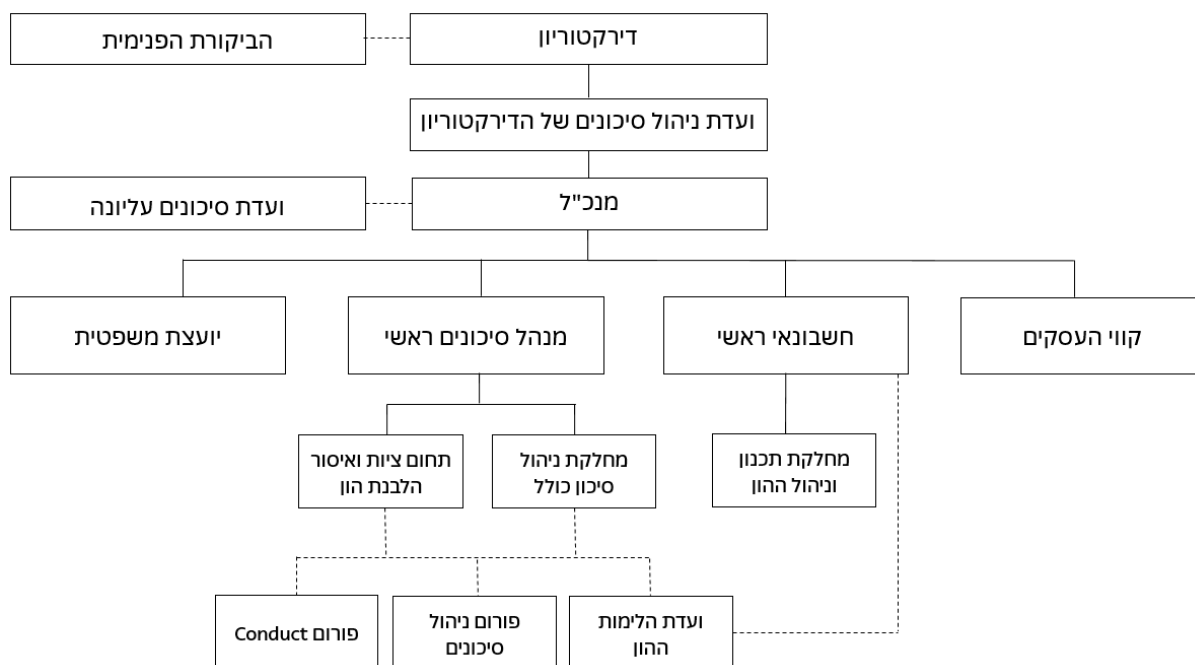 דירקטוריון
הביקורת הפנימית
ועדת ניהול סיכונים של הדירקטוריון
מנכ"ל
ועדת סיכונים עליונה
קווי העסקים
חשבונאי ראשי
מנהל סיכונים ראשי
יועצת משפטית
מחלקת תכנון
וניהול ההון
מחלקת ניהול
סיכון כולל
תחום ציות ואיסור
הלבנת הון
ועדת הלימות
ההון
פורום ניהול
סיכונים
פורום Conduct